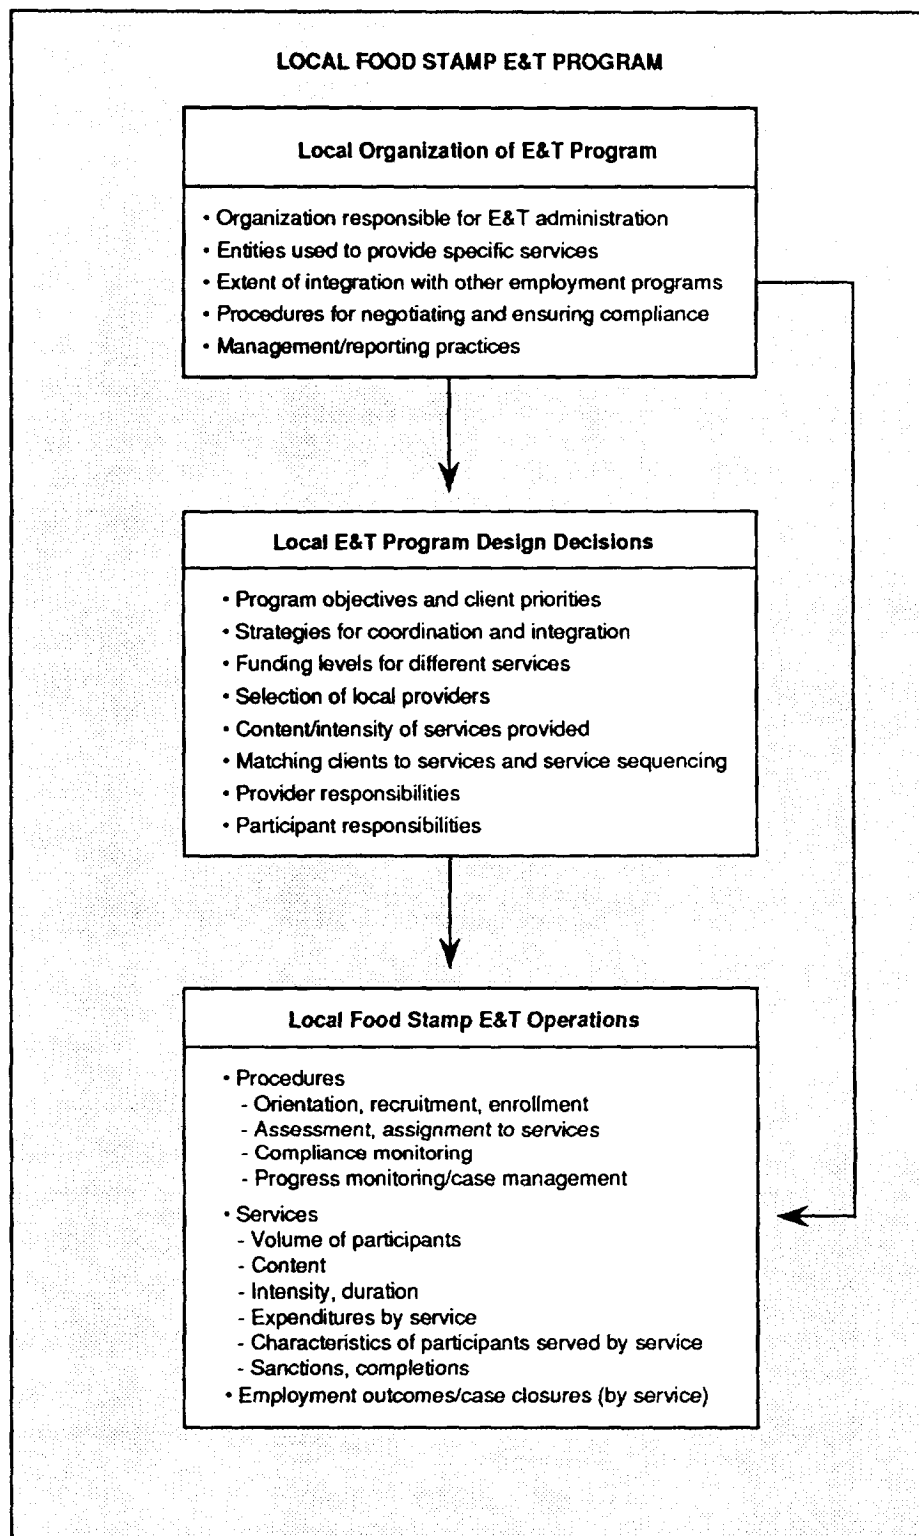 LOCAL FOOD STAMP E&T PROGRAM
Local Organization of E&T Program
• Organization responsible for E&T administration
• Entities used to provide specific services
• Extent of integration with other employment programs
• Procedures for negotiating and ensuring compliance
• Management/reporting practices
Local E&T Program Design Decisions
• Program objectives and client priorities
• Strategies for coordination and integration
• Funding levels for different services
• Selection of local providers
• Content/intensity of services provided
• Matching clients to services and service sequencing
• Provider responsibilities
• Participant responsibilities
Local Food Stamp E&T Operations
• Procedures
- Orientation, recruitment, enrollment
- Assessment, assignment to services
- Compliance monitoring
- Progress monitoring/case management
• Services
- Volume of participants
- Content
- Intensity, duration
- Expenditures by service
- Characteristics of participants served by service
- Sanctions, completions
• Employment outcomes/case closures (by service)